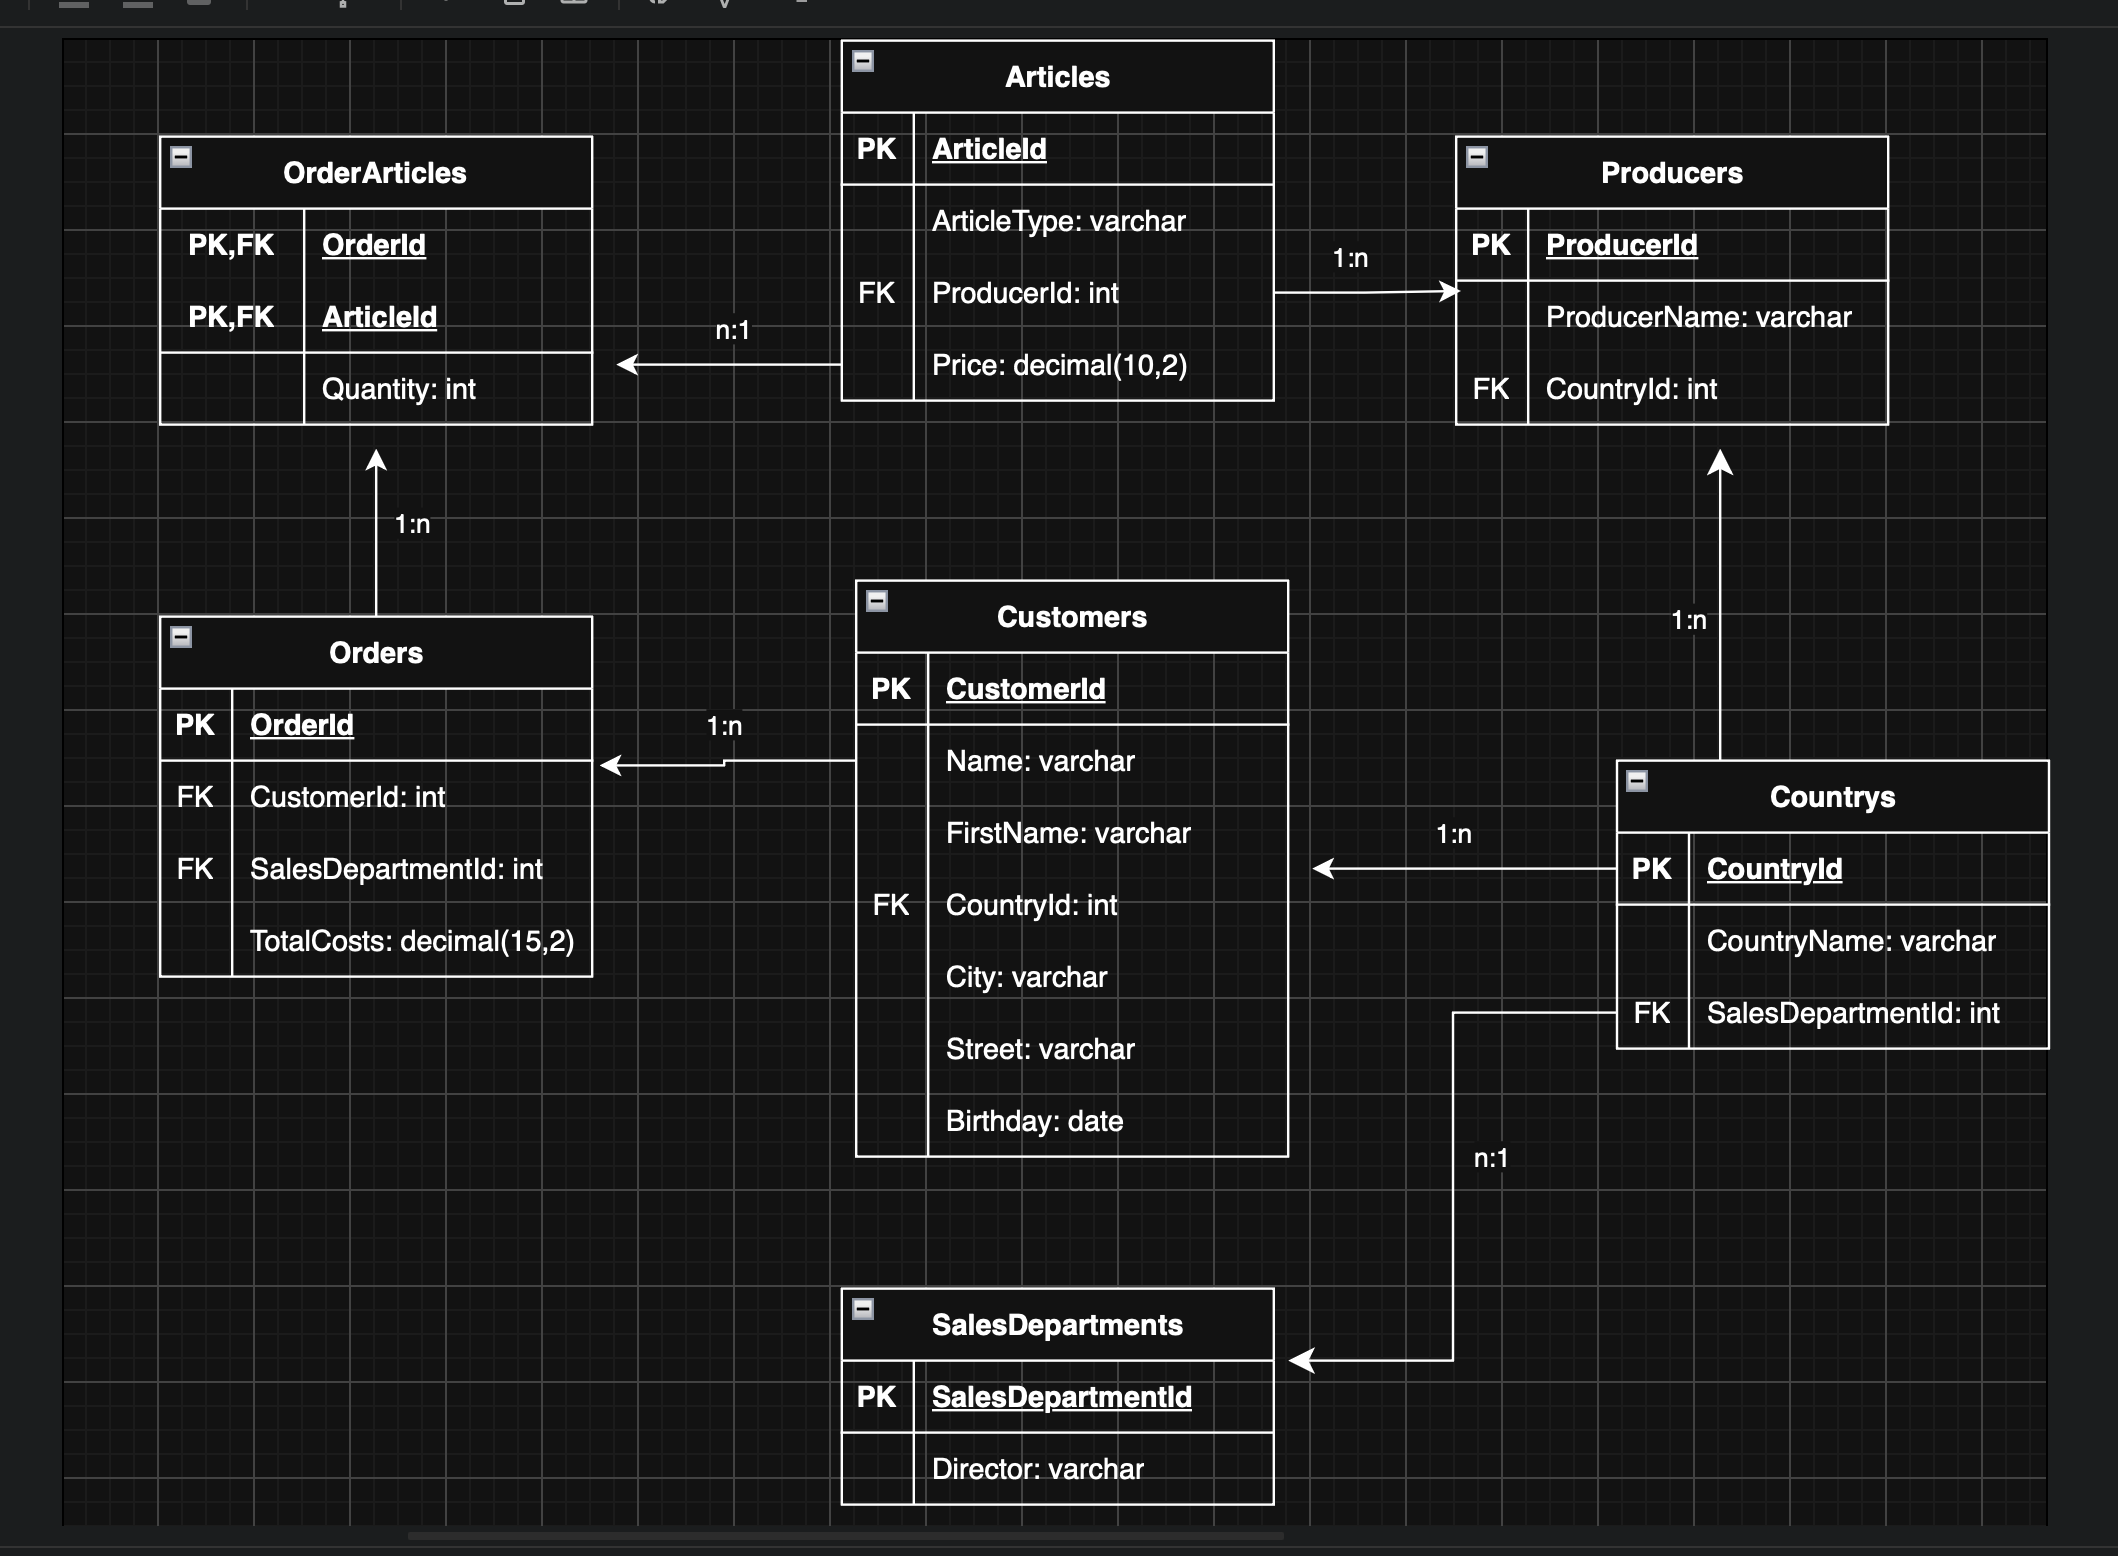 Articles
PK ArticleId
ArticleType: varchar
FK ProducerId: int
Price: decimal(10,2)
OrderArticles
PK,FK OrderId
PK,FK ArticleId
Quantity: int
Producers
PK ProducerId
ProducerName: varchar
FK CountryId: int
1:n
n:1
1:n
1:n
Orders
PK OrderId
FK CustomerId: int
FK SalesDepartmentId: int
TotalCosts: decimal(15,2)
1:n
Customers
PK CustomerId
Name: varchar
FirstName: varchar
FK CountryId: int
City: varchar
Street: varchar
Birthday: date
1:n
Countrys
PK CountryId
CountryName: varchar
FK SalesDepartmentId: int
n:1
SalesDepartments
PK SalesDepartmentId
Director: varchar